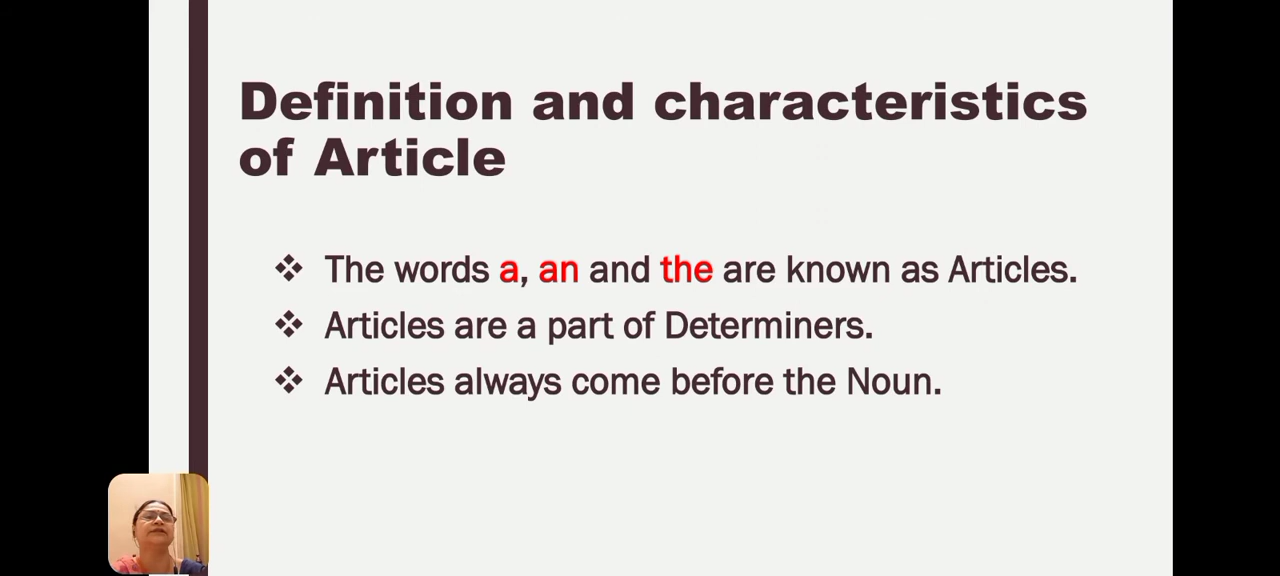 Definition and characteristics
of Article
❖ The words a, an and the are known as Articles.
❖ Articles are a part of Determiners.
❖ Articles always come before the Noun.